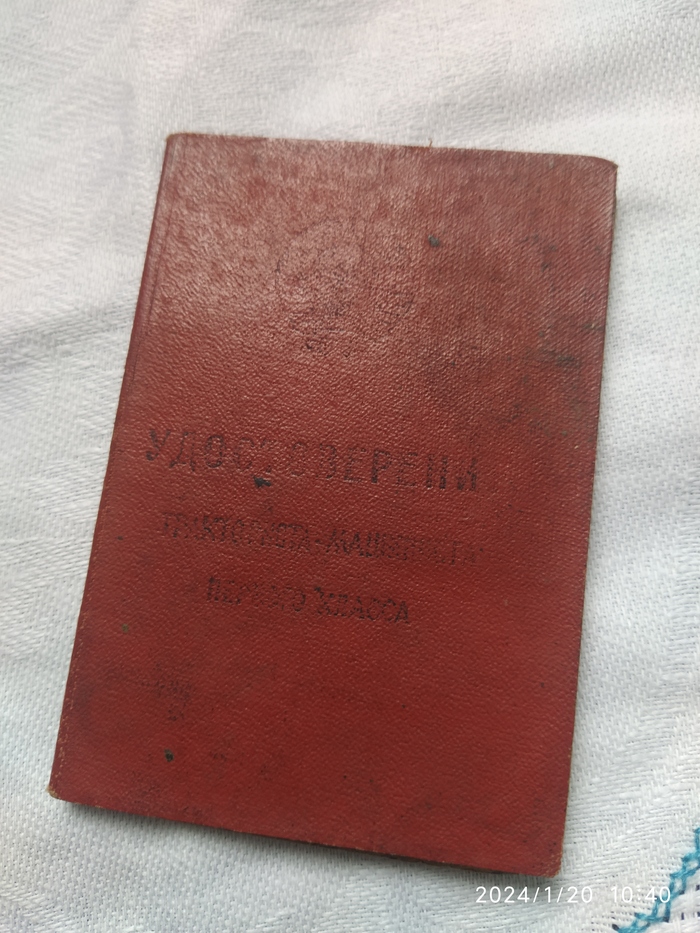 УДОСТОВЕРЕНИ
ТРАКТОРИСТА-МАШИНИСТА
ПЕРВОГО КЛАССА
2024/1/20 10:40